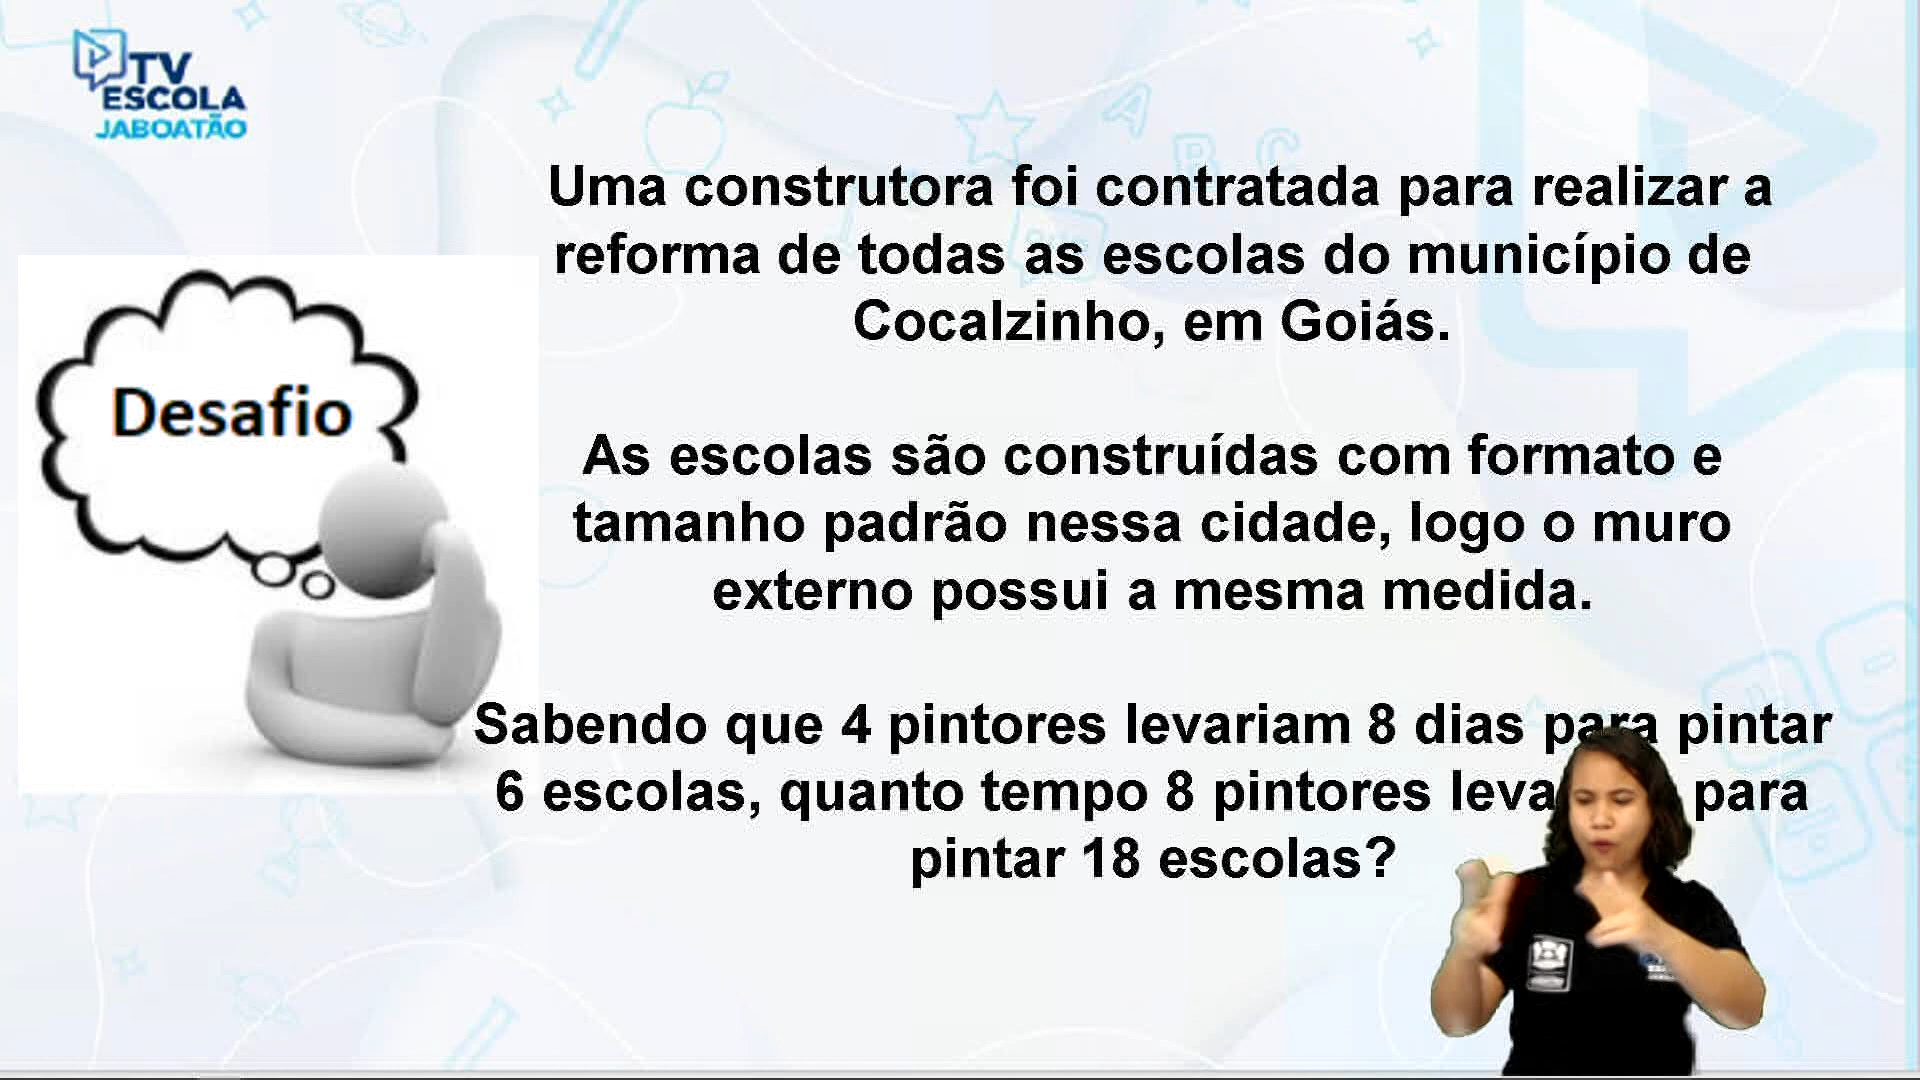 TV
ESCOLA
JABOATÃO
Uma construtora foi contratada para realizar a
reforma de todas as escolas do município de
Cocalzinho, em Goiás.
Desafio
As escolas são construídas com formato e
tamanho padrão nessa cidade, logo o muro
externo possui a mesma medida.
Sabendo que 4 pintores levariam 8 dias para pintar
6 escolas, quanto tempo 8 pintores leva para
pintar 18 escolas?